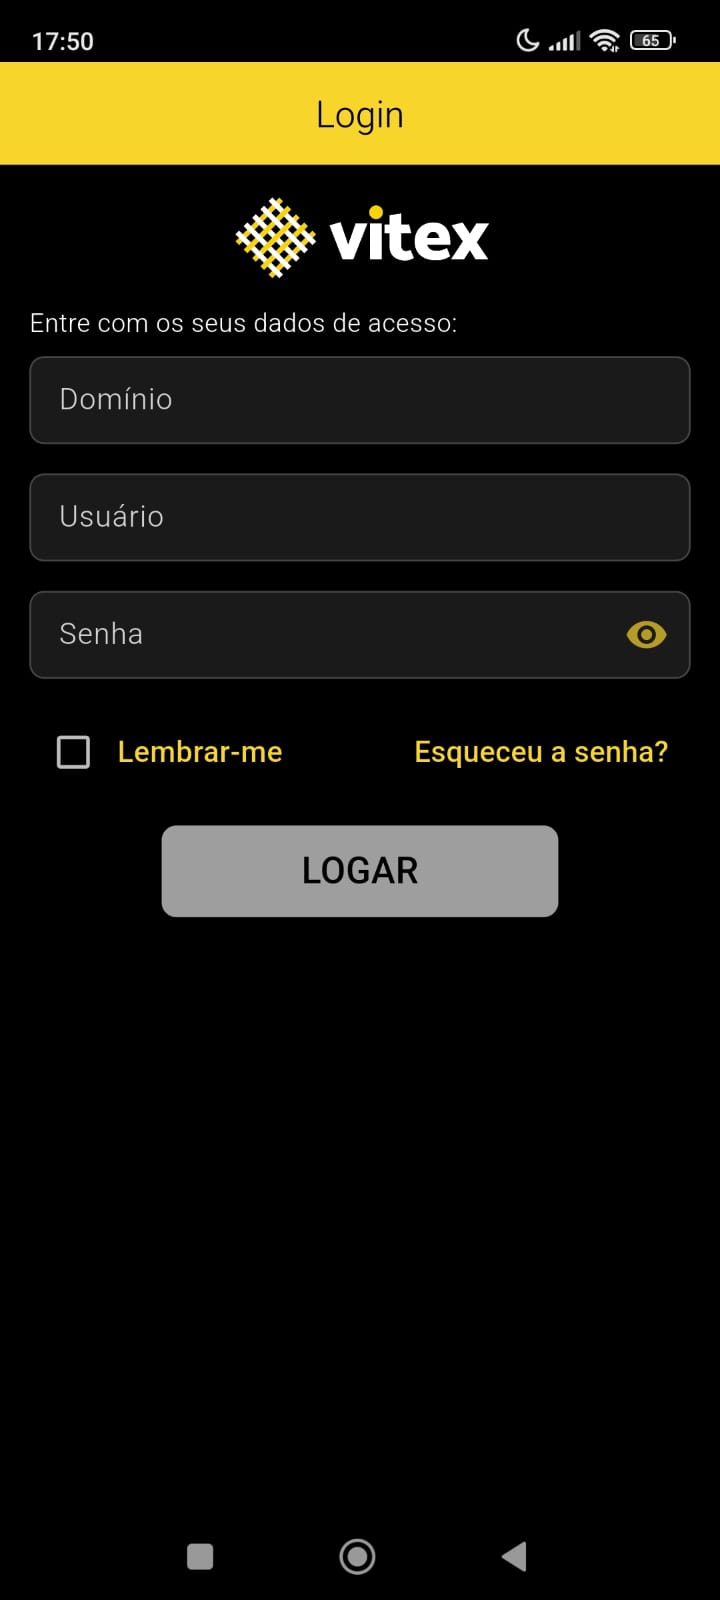 17:50
65
Login
vitex
Entre com os seus dados de acesso:
Domínio
Usuário
Senha
Lembrar-me
Esqueceu a senha?
LOGAR